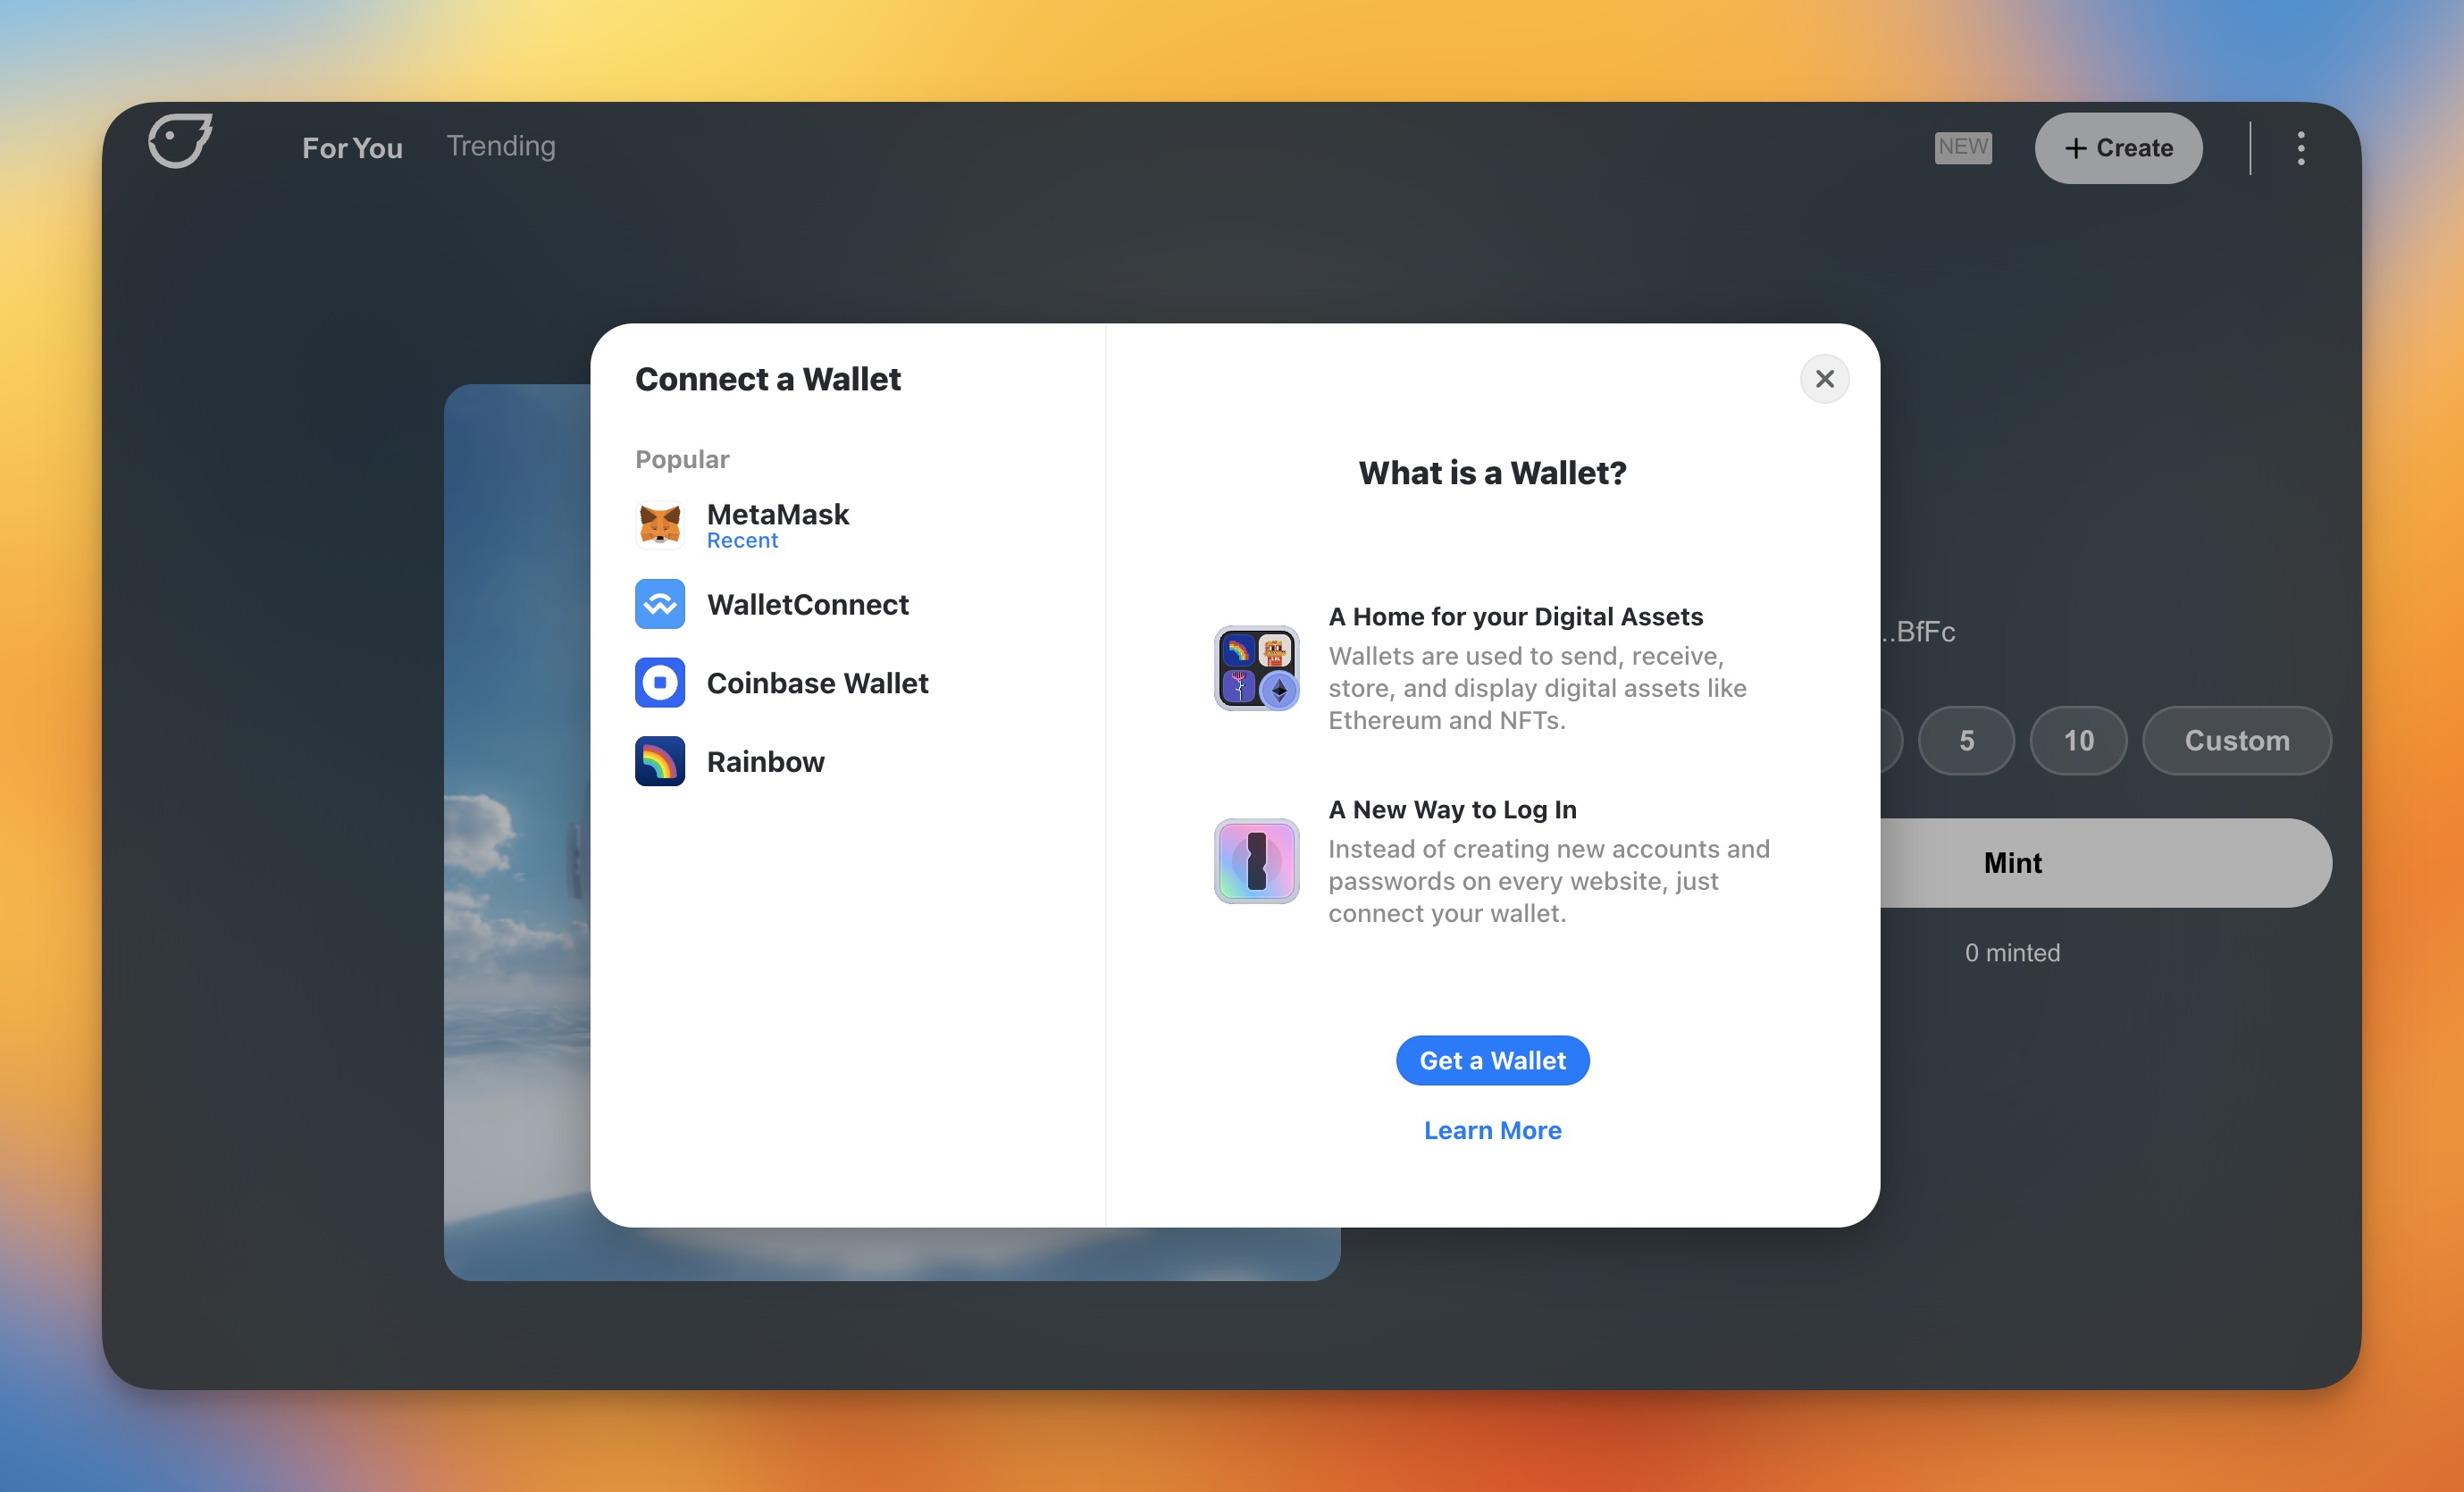 For You
Trending
NEW
+ Create
Connect a Wallet
Popular
MetaMask
Recent
WalletConnect
Coinbase Wallet
Rainbow
What is a Wallet?
A Home for your Digital Assets
Wallets are used to send, receive,
store, and display digital assets like
Ethereum and NFTs.
A New Way to Log In
Instead of creating new accounts and
passwords on every website, just
connect your wallet.
Get a Wallet
Learn More
..BfFc
5
10
Custom
Mint
0 minted